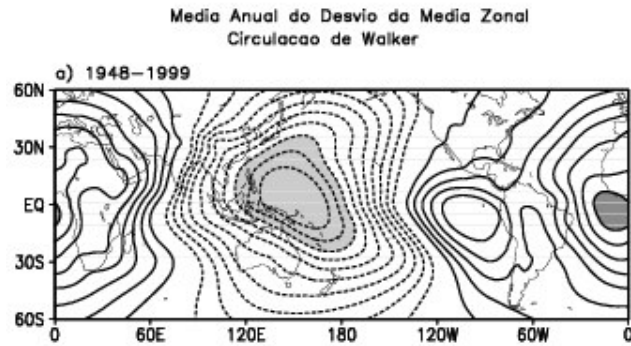 Media Anual do Desvio da Media Zonal
Circulacao de Walker
a) 1948-1999
60N
30N
EQ
30S
60S
0 60E 120E 180 120W 60W 0